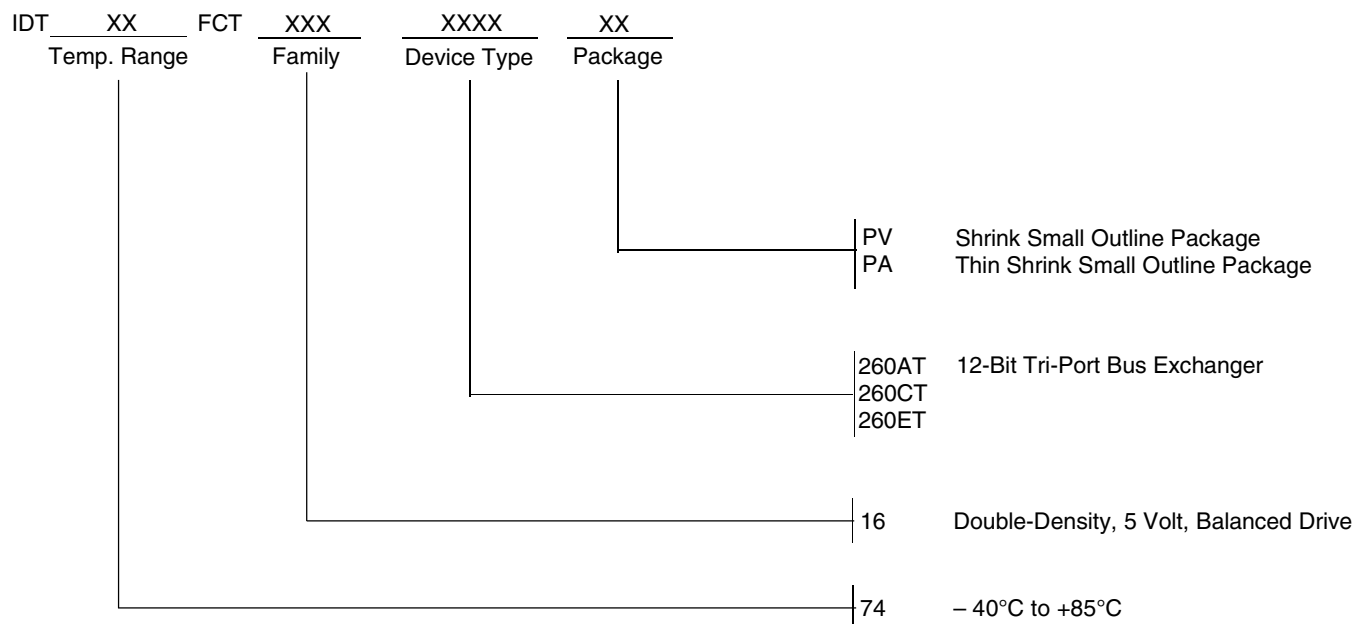 IDT XX FCT XXX XXXX XX
Temp. Range Family Device Type Package
PV Shrink Small Outline Package
PA Thin Shrink Small Outline Package
260AT 12-Bit Tri-Port Bus Exchanger
260CT
260ET
16 Double-Density, 5 Volt, Balanced Drive
74 – 40°C to +85°C